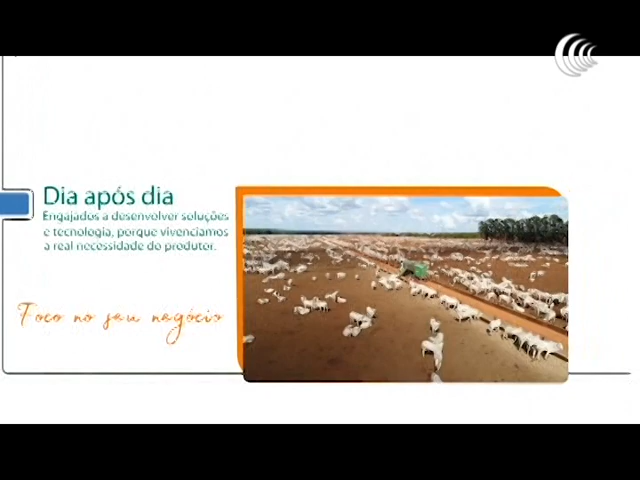 Dia após dia
Engajados a desenvolver soluções
e tecnologia, porque vivenciamos
a real necessidade do produtor.
Foco no seu negócio